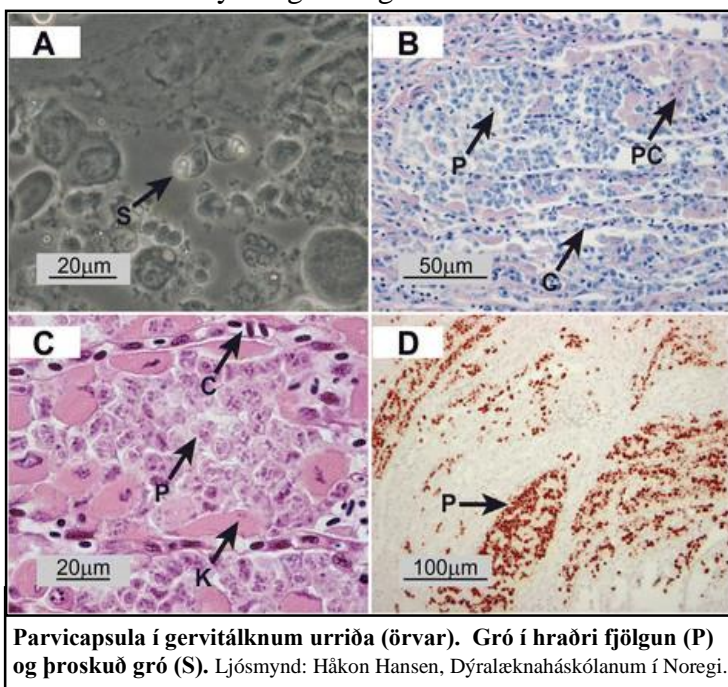 A
S
20µm
B
P
PC
C
50µm
C
C
P
K
20µm
D
P
100µm
Parvicapsula í gervitálknum urriða (örvar). Gró í hraðri fjölgun (P)
og þroskuð gró (S). Ljósmynd: Håkon Hansen, Dýralæknaháskólanum í Noregi.